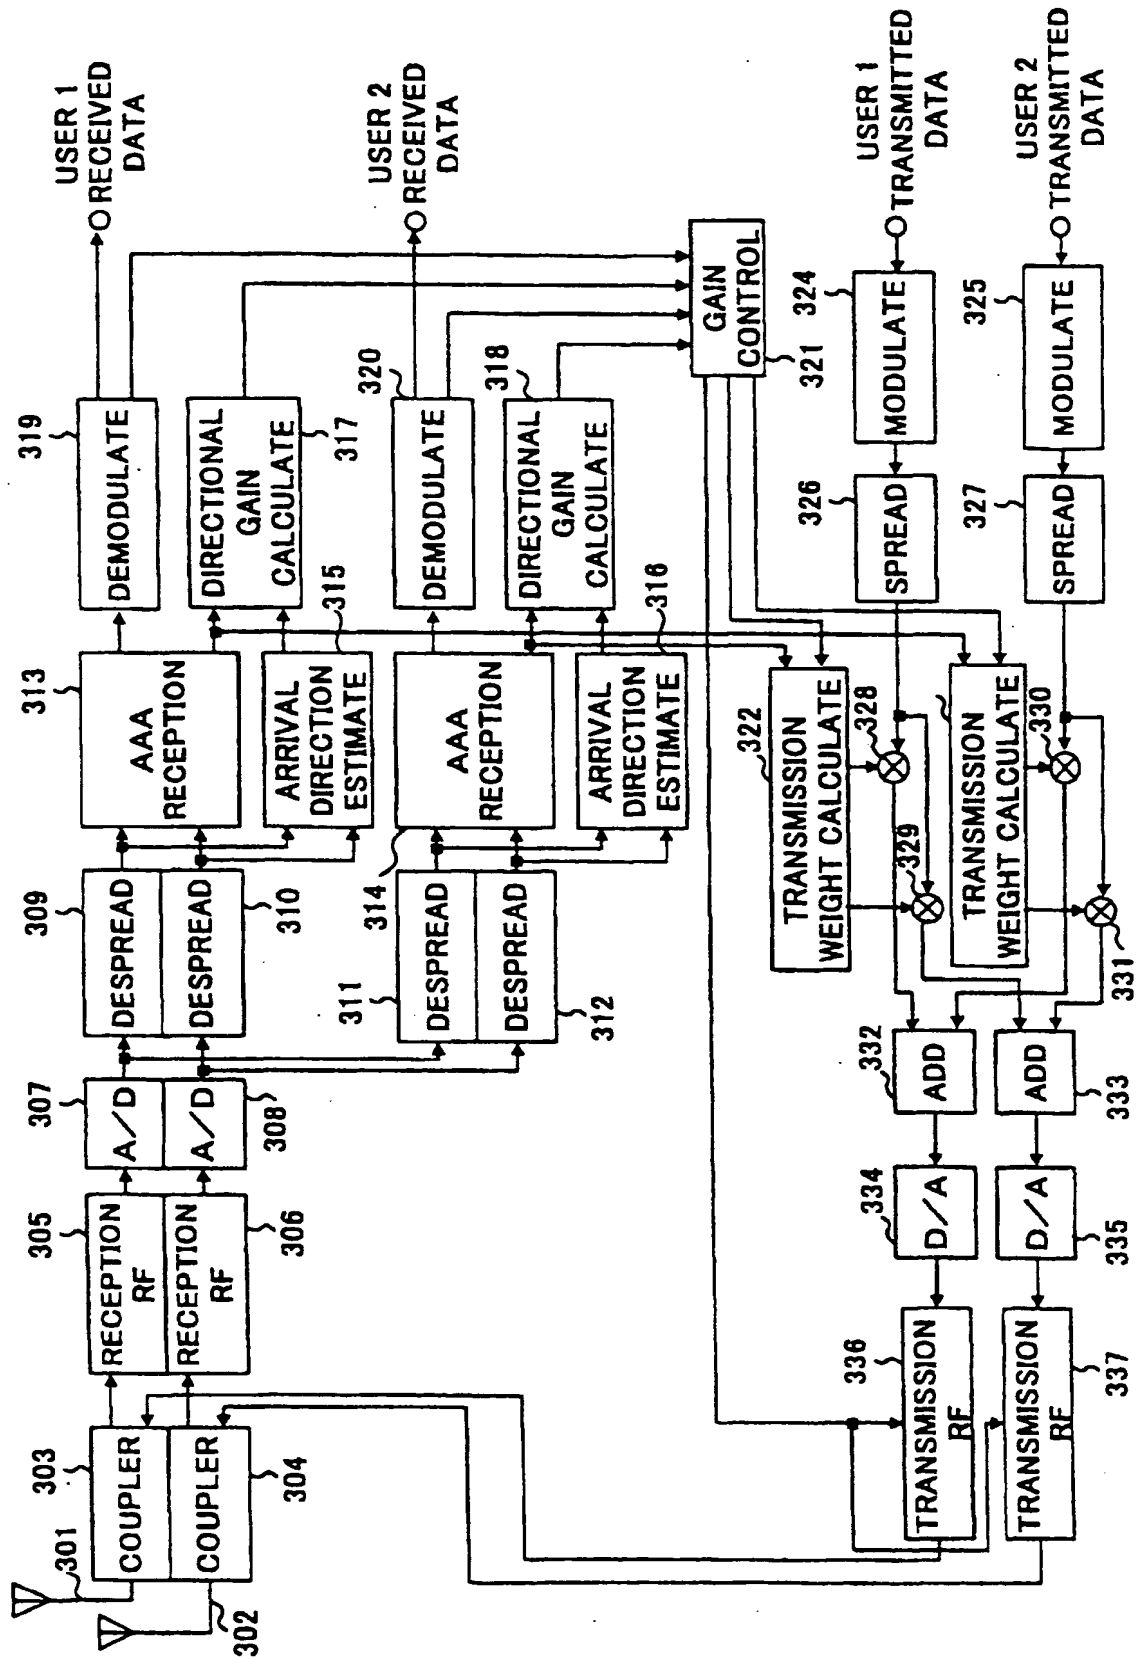 301
302
303
COUPLER
COUPLER
304
305
RECEPTION
RF
RECEPTION
RF
306
307
A/D
A/D
308
309
DESPREAD
DESPREAD
310
311
DESPREAD
DESPREAD
312
313
AAA
RECEPTION
ARRIVAL
DIRECTION
ESTIMATE
315
314
AAA
RECEPTION
ARRIVAL
DIRECTION
ESTIMATE
316
319
DEMODULATE
DIRECTIONAL
GAIN
CALCULATE
317
320
DEMODULATE
318
DIRECTIONAL
GAIN
CALCULATE
USER 1
RECEIVED
DATA
USER 2
RECEIVED
DATA
GAIN
CONTROL
321
322
TRANSMISSION
WEIGHT CALCULATE
328
329
TRANSMISSION
WEIGHT CALCULATE
330
331
324
MODULATE
325
MODULATE
326
SPREAD
327
SPREAD
USER 1
TRANSMITTED
DATA
USER 2
TRANSMITTED
DATA
332
ADD
ADD
333
334
D/A
D/A
335
336
TRANSMISSION
RF
TRANSMISSION
RF
337